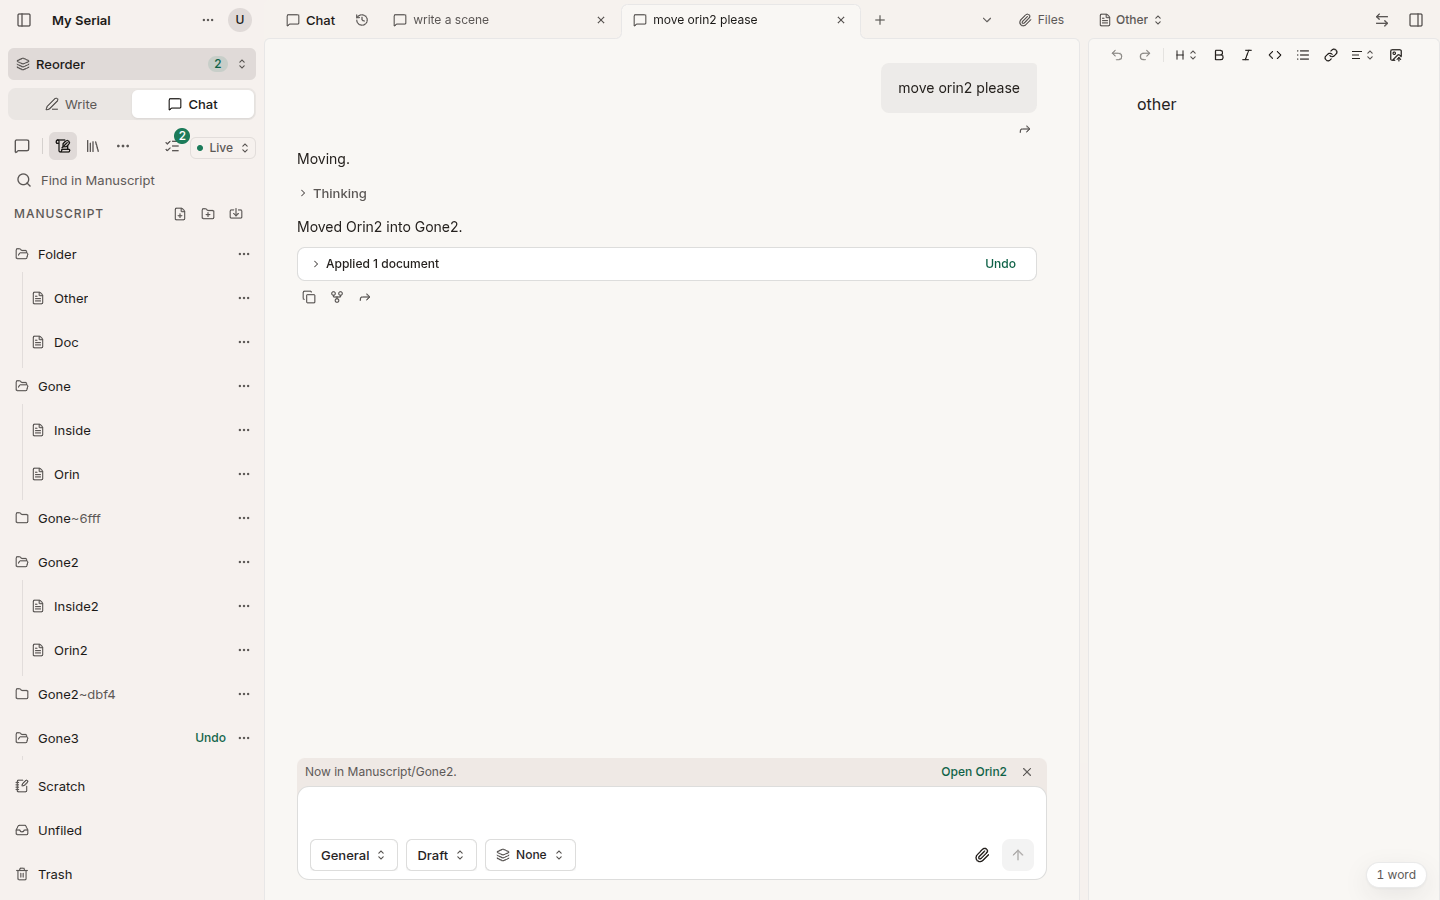 My Serial
U
Reorder
2
Write
Chat
2
Live
Find in Manuscript
MANUSCRIPT
Folder
Other
Doc
Gone
Inside
Orin
Gone~6fff
Gone2
Inside2
Orin2
Gone2~dbf4
Gone3
Undo
Scratch
Unfiled
Trash
Chat
write a scene
move orin2 please
Files
move orin2 please
Moving.
Thinking
Moved Orin2 into Gone2.
Applied 1 document
Undo
Now in Manuscript/Gone2.
Open Orin2
General
Draft
None
Other
H
B
I
other
1 word